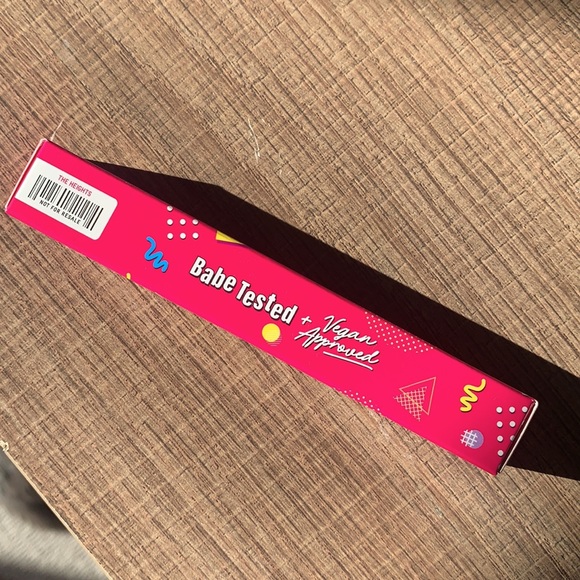 THE HEIGHTS
NOT FOR RESALE
Babe Tested + Vegan
Approved